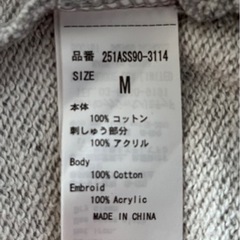 品番 251ASS90-3114
SIZE
M
本体
100% コットン
刺しゅう部分
100% アクリル
Body
100% Cotton
Embroid
100% Acrylic
MADE IN CHINA